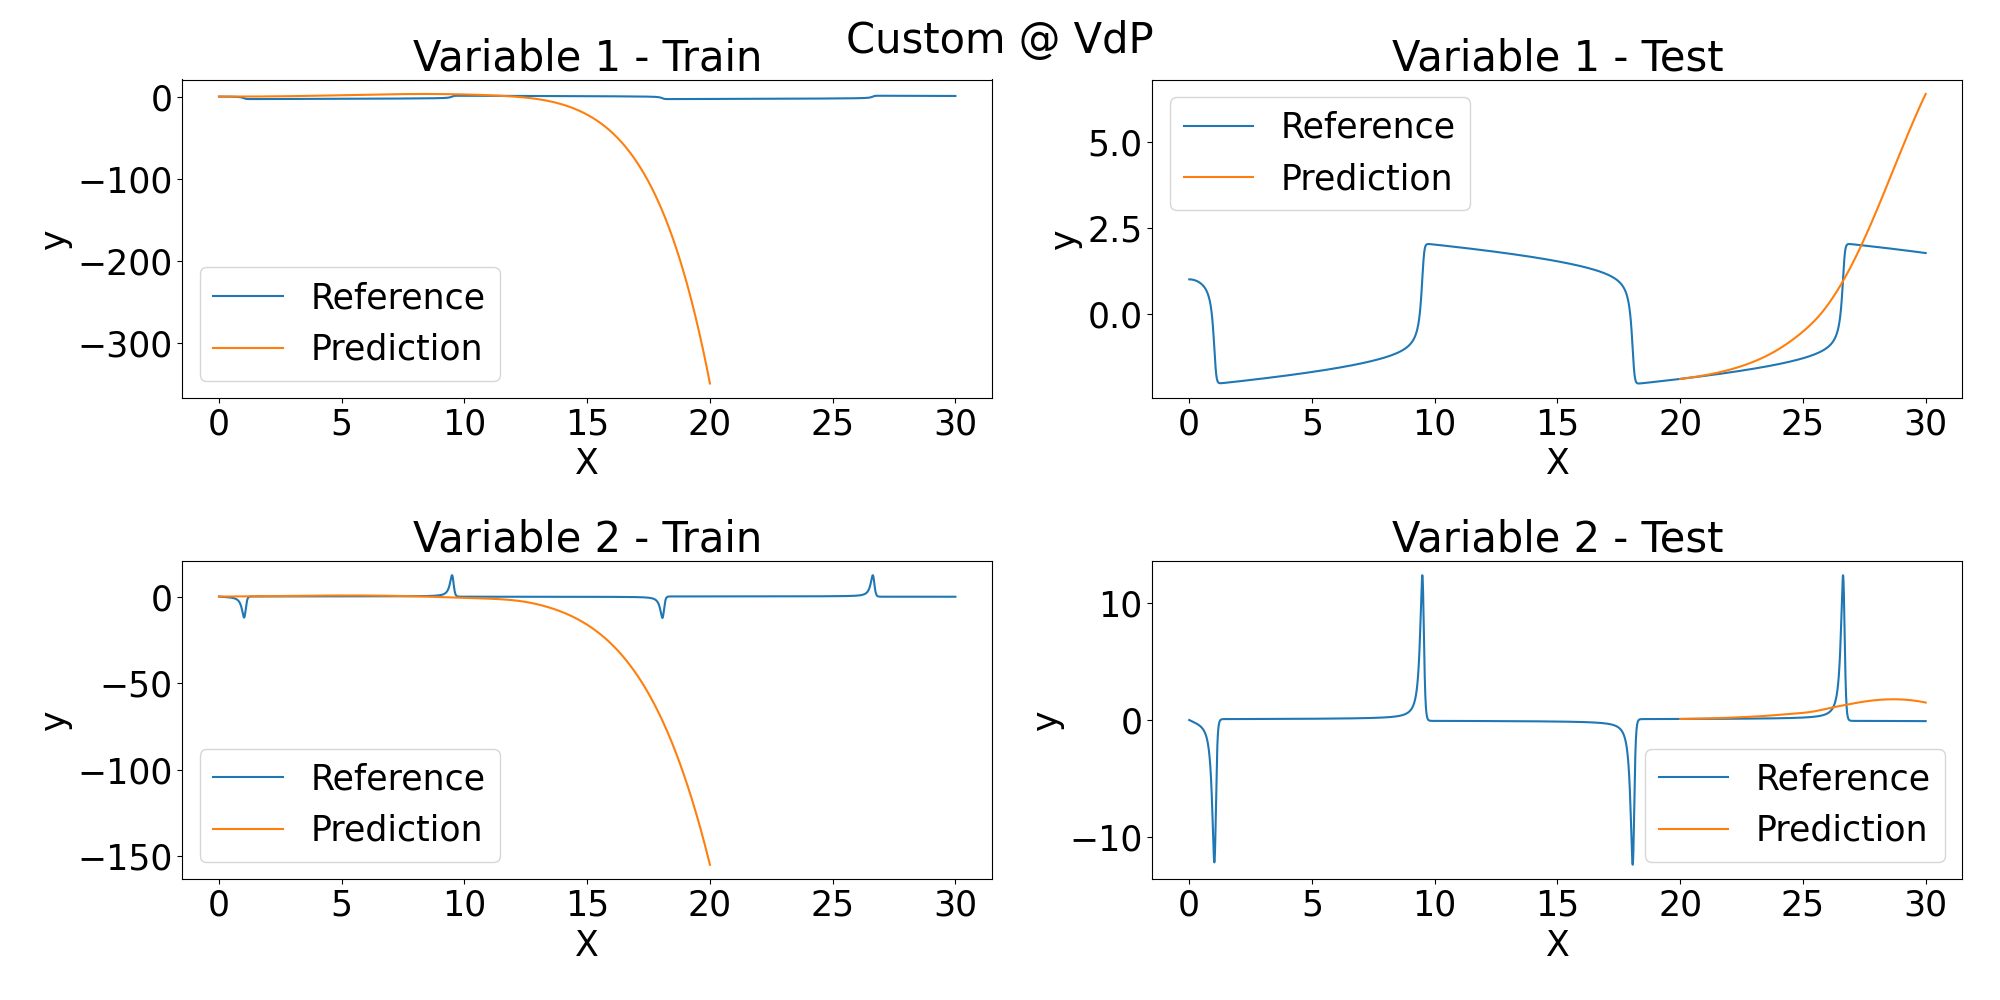 Custom @ VdP
Variable 1 - Train
0
−100
−200
−300
y
Reference
Prediction
0 5 10 15 20 25 30
X
Variable 1 - Test
5.0
2.5
0.0
y
Reference
Prediction
0 5 10 15 20 25 30
X
Variable 2 - Train
0
−50
−100
−150
y
Reference
Prediction
0 5 10 15 20 25 30
X
Variable 2 - Test
10
0
−10
y
Reference
Prediction
0 5 10 15 20 25 30
X